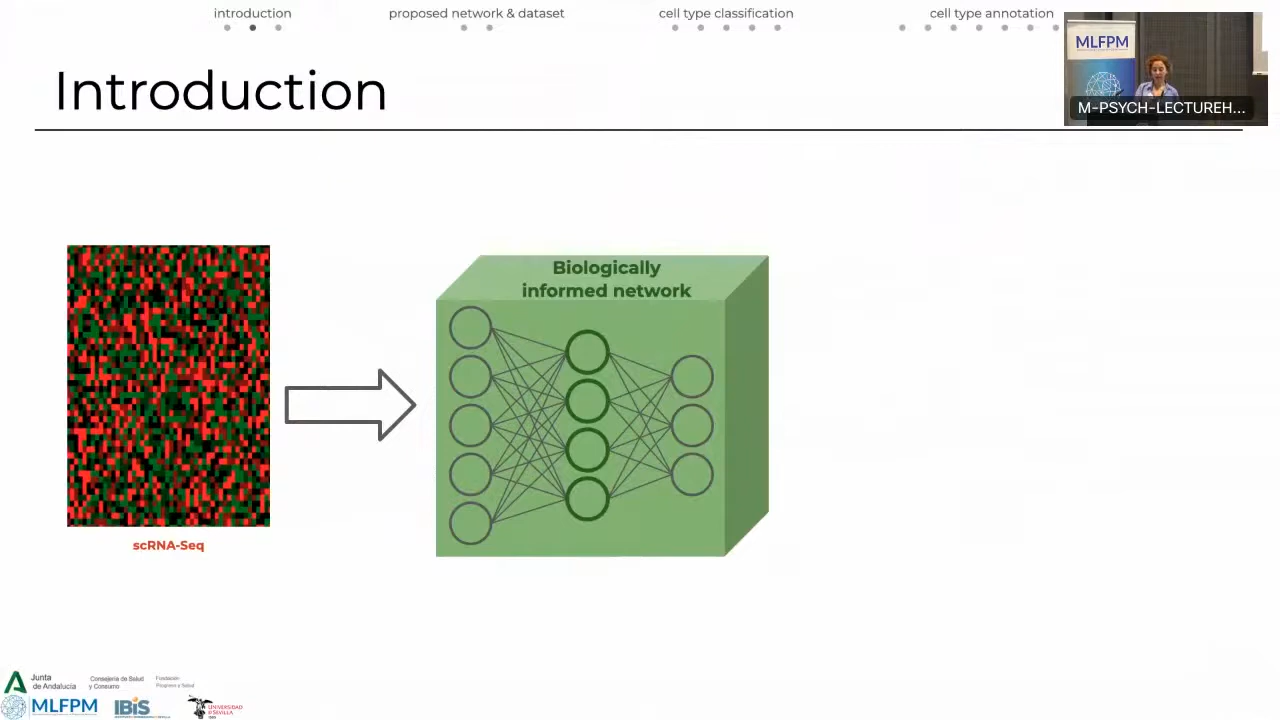 introduction
proposed network & dataset
cell type classification
cell type annotation
MLFPM
M-PSYCH-LECTUREH...
Introduction
Biologically
informed network
scRNA-Seq
Junta
de Andalucía
Consejería de Salud
y Consumo
Fundación
Progreso y Salud
MLFPM
IBiS
UNIVERSIDAD
DE SEVILLA